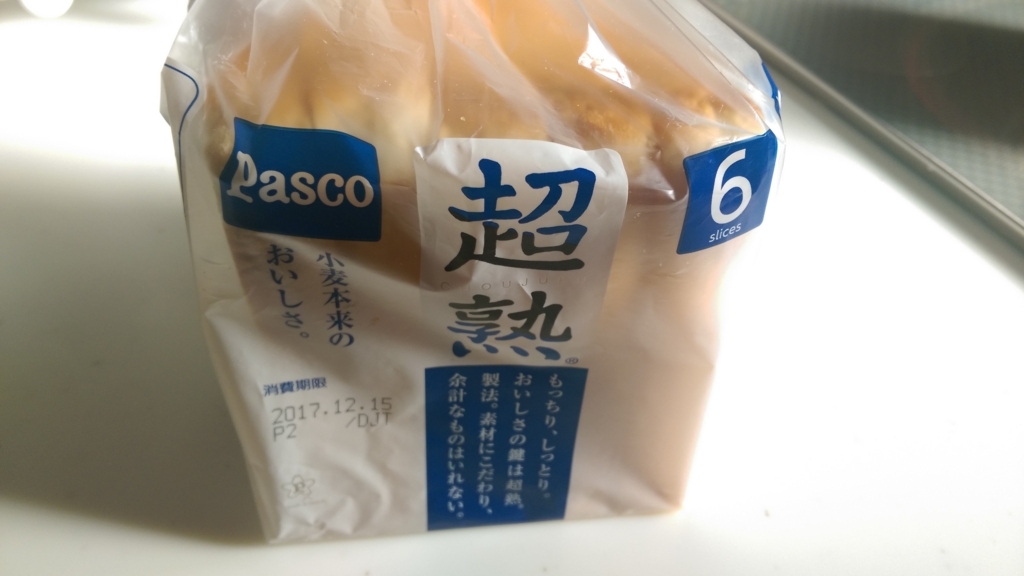 Pasco
超熟
6
slices
小麦本来の
おいしさ。
消費期限
2017.12.15
P2 /DJT
もっちり、しっとり。
おいしさの鍵は超熟
製法。素材にこだわり、
余計なものはいれない。